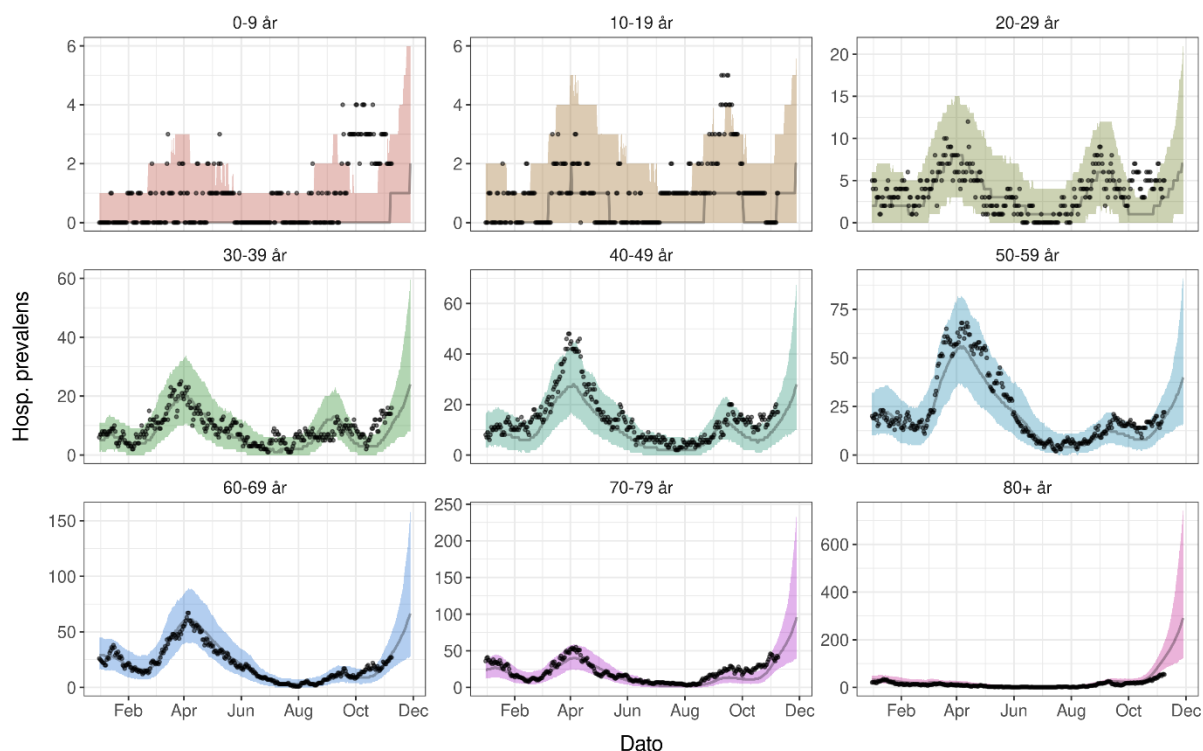 0-9 år 10-19 år 20-29 år
6 6 20
4 4 15
10
2 2 5
0 0 0
30-39 år 40-49 år 50-59 år
60 60 75
40 40 50
20 20 25
0 0 0
Hosp. prevalens
60-69 år 70-79 år 80+ år
150 250 600
200
100 150 400
50 100 200
50
0 0 0
Feb Apr Jun Aug Oct Dec Feb Apr Jun Aug Oct Dec Feb Apr Jun Aug Oct Dec
Dato